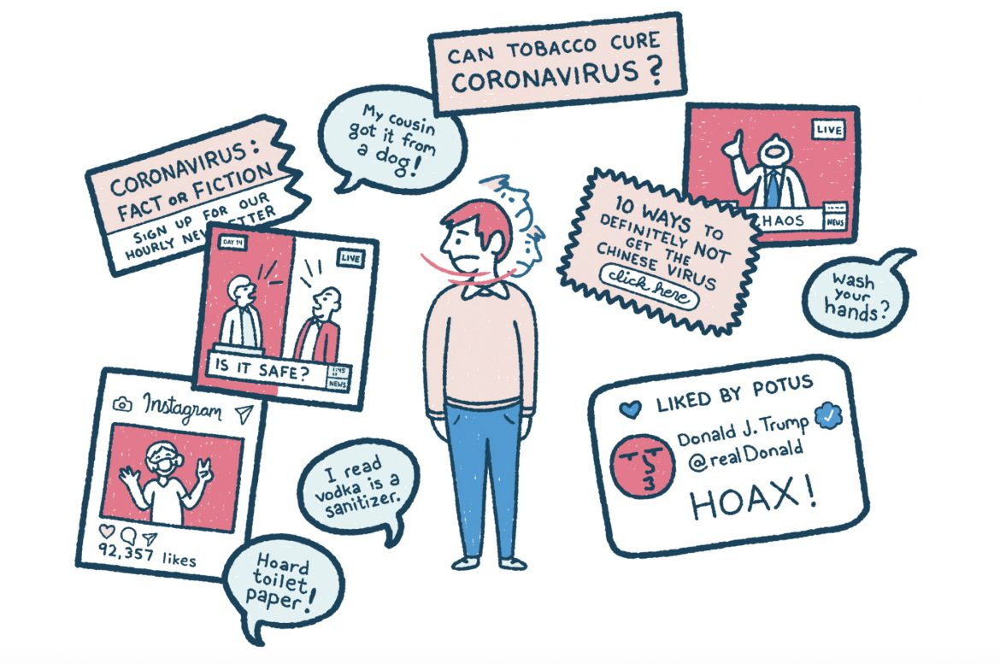 CAN TOBACCO CURE
CORONAVIRUS?
My cousin
got it from
a dog!
CORONAVIRUS:
FACT OR FICTION
SIGN UP FOR OUR
HOURLY
LIVE
CHAOS
NEWS
10 WAYS TO
DEFINITELY NOT
GET THE
CHINESE VIRUS
click here
DAY 14
LIVE
IS IT SAFE?
1:45
ET
NEWS
wash
your
hands?
Instagram
92,357 likes
I read
vodka is a
sanitizer.
Hoard
toilet
paper!
LIKED BY POTUS
Donald J. Trump
@realDonald
HOAX!